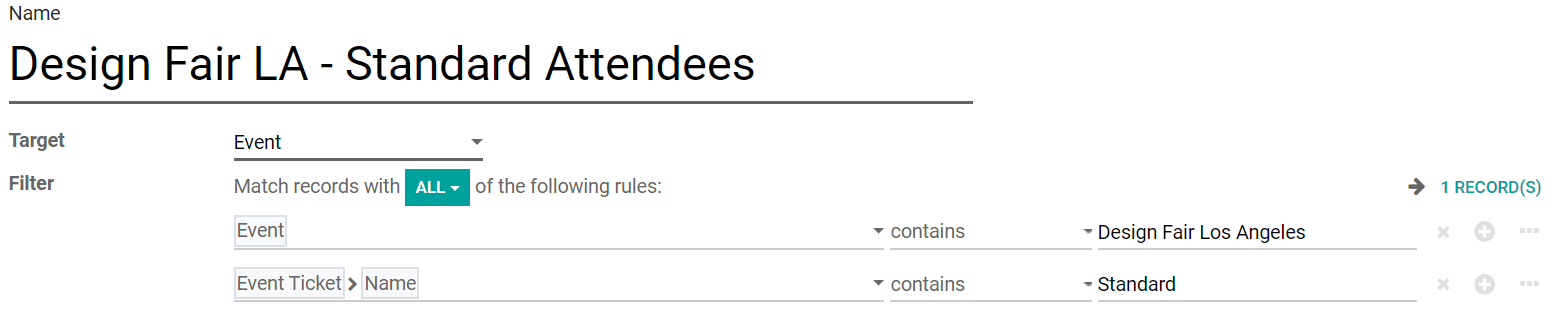 Name
Design Fair LA - Standard Attendees
Target Event
Filter Match records with ALL of the following rules: 1 RECORD(S)
Event contains Design Fair Los Angeles
Event Ticket Name contains Standard